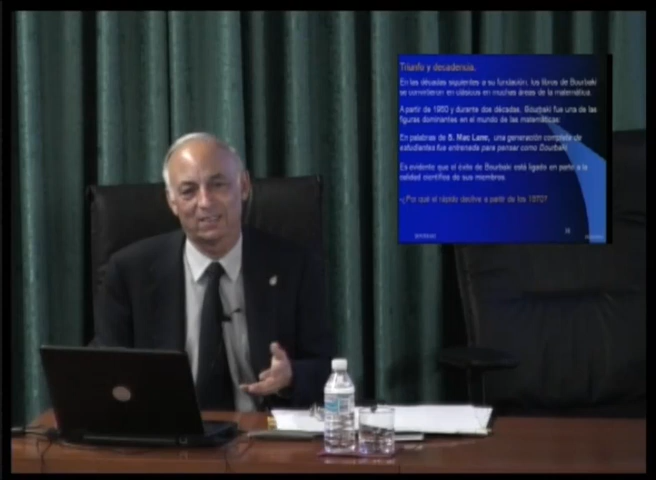 Triunfo y decadencia.
En las décadas siguientes a su fundación, los libros de Bourbaki
se convirtieron en clásicos en muchas áreas de la matemática.
A partir de 1950 y durante dos décadas, Bourbaki fue una de las
figuras dominantes en el mundo de las matemáticas.
En palabras de S. Mac Lane, una generación completa de
estudiantes fue entrenada para pensar como Bourbaki.
Es evidente que el éxito de Bourbaki está ligado en parte a la
calidad científica de sus miembros.
¿Por qué el rápido declive a partir de los 1970?